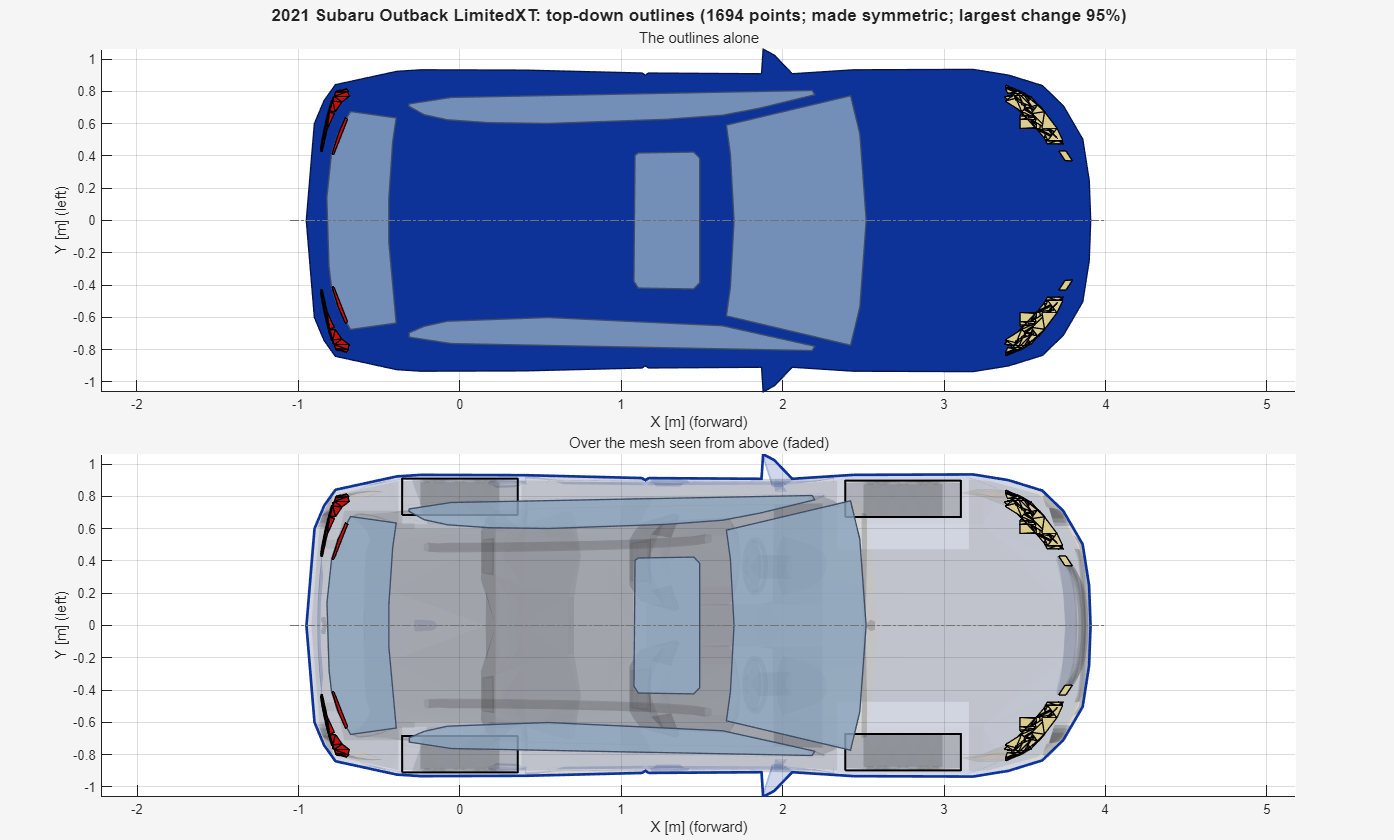 2021 Subaru Outback LimitedXT: top-down outlines (1694 points; made symmetric; largest change 95%)
The outlines alone
1
0.8
0.6
0.4
0.2
0
-0.2
-0.4
-0.6
-0.8
-1
Y [m] (left)
-2 -1 0 1 2 3 4 5
X [m] (forward)
Over the mesh seen from above (faded)
1
0.8
0.6
0.4
0.2
0
-0.2
-0.4
-0.6
-0.8
-1
Y [m] (left)
-2 -1 0 1 2 3 4 5
X [m] (forward)